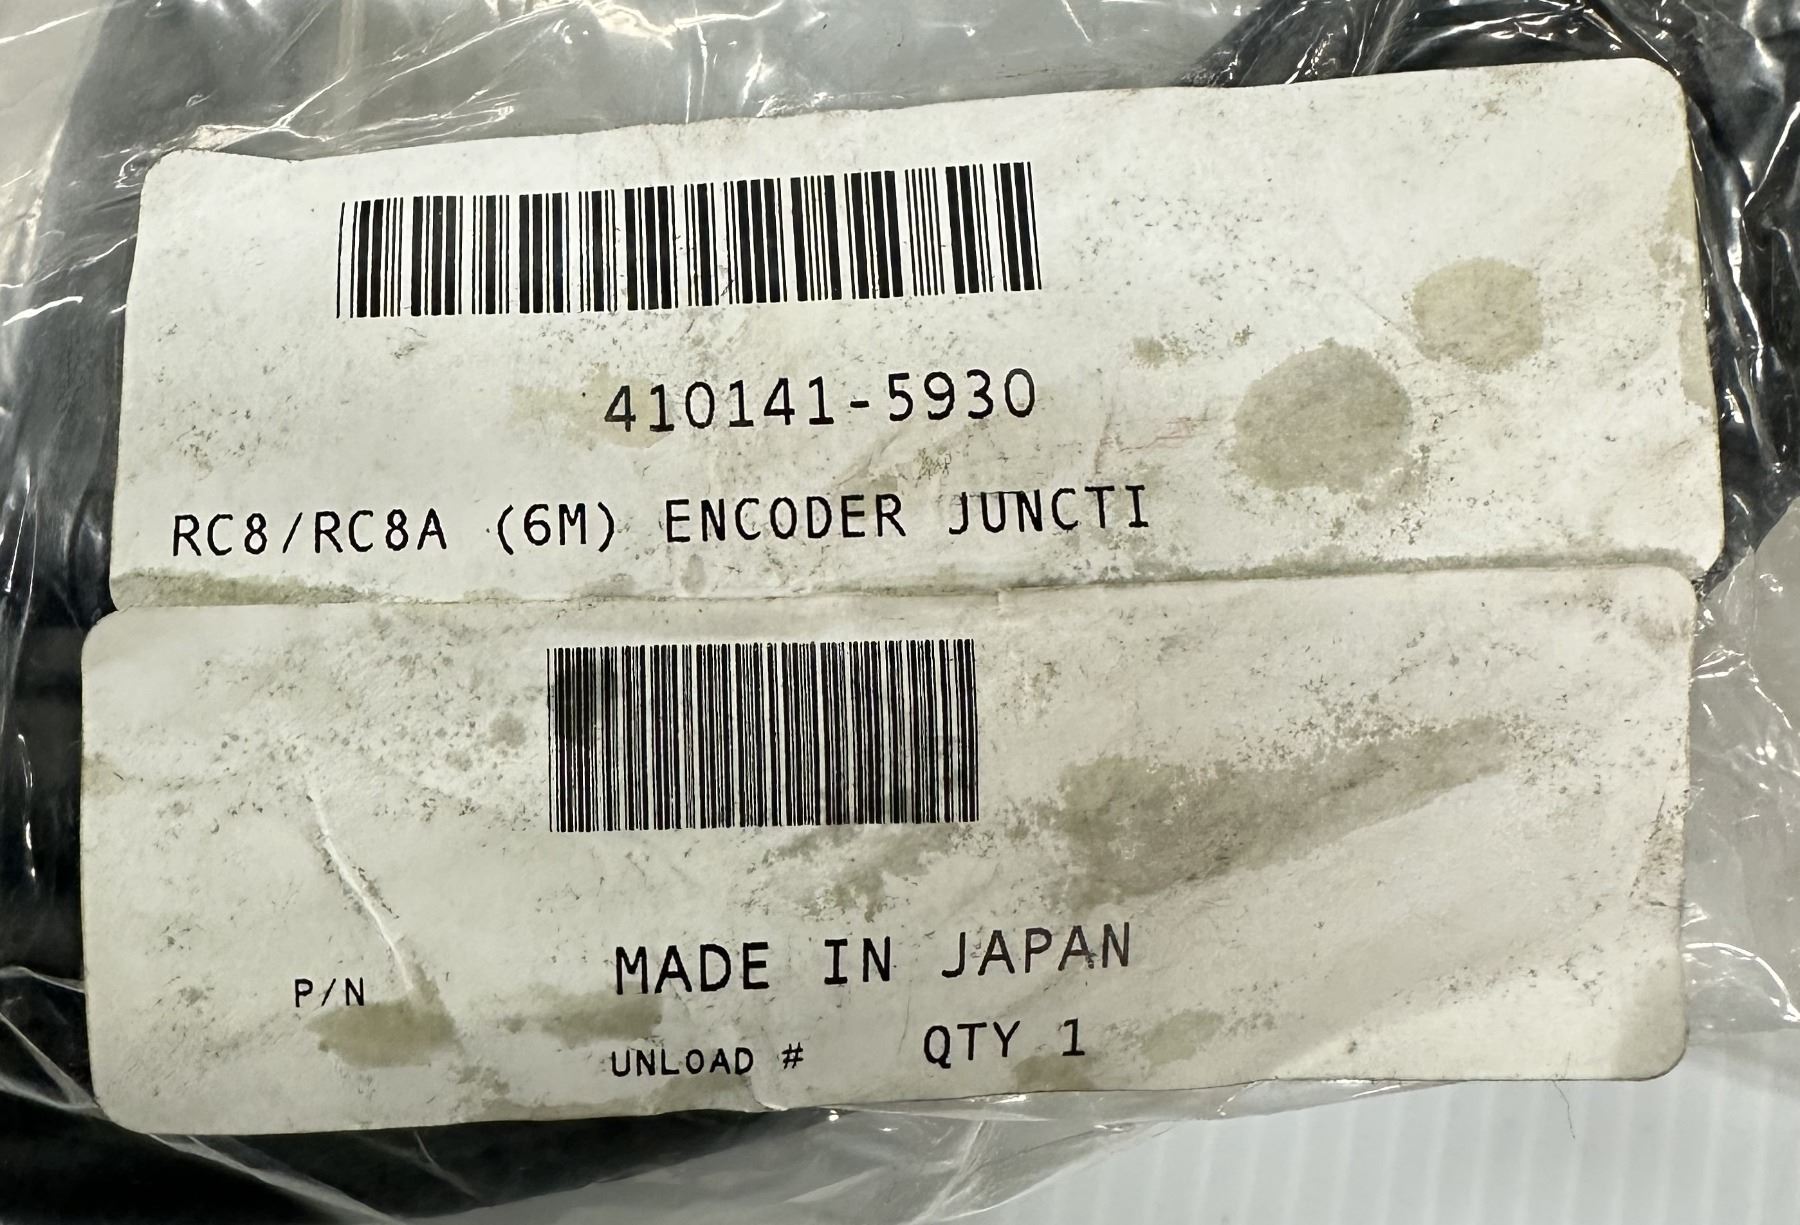 410141-5930
RC8/RC8A (6M) ENCODER JUNCTI
MADE IN JAPAN
P/N
UNLOAD # QTY 1